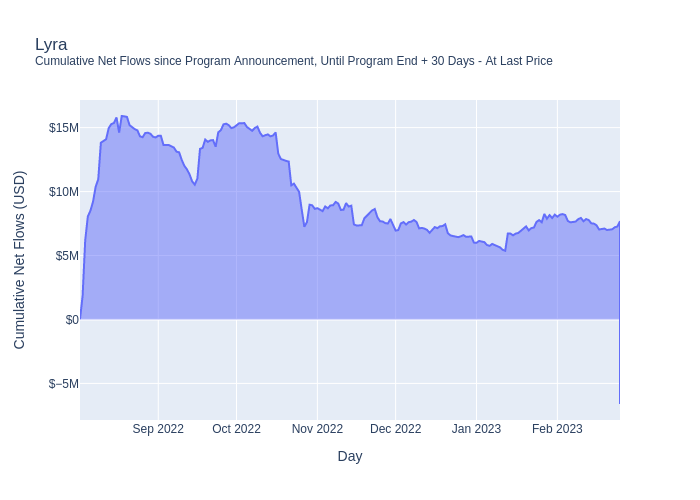 Lyra
Cumulative Net Flows since Program Announcement, Until Program End + 30 Days - At Last Price
Cumulative Net Flows (USD)
$15M
$10M
$5M
$0
$−5M
Sep 2022
Oct 2022
Nov 2022
Dec 2022
Jan 2023
Feb 2023
Day